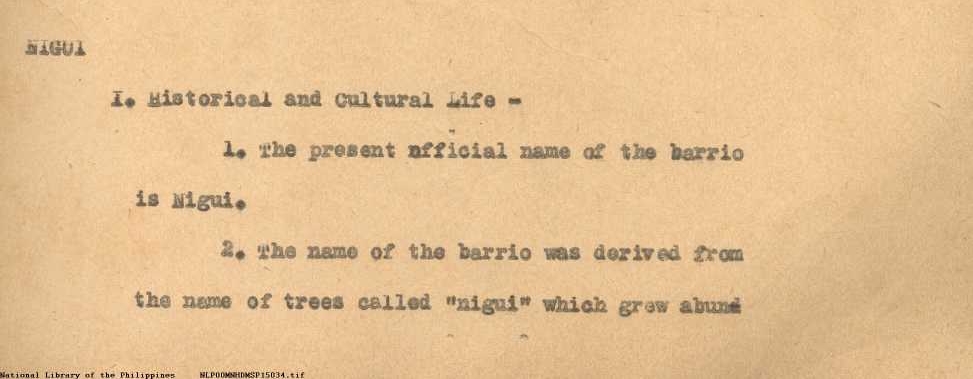 NIGUI
I. Historical and Cultural Life -
1. The present nfficial name of the barrio
is Nigui.
2. The name of the barrio was derived from
the name of trees called "nigui" which grew abund
National Library of the Philippines NLPOOMNHDMSP15034.tif